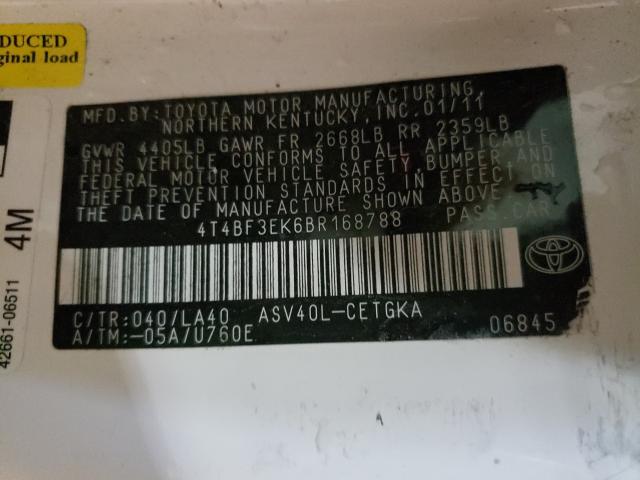 DUCED
ginal load
4M
42661-06511
MFD.BY: TOYOTA MOTOR MANUFACTURING,
NORTHERN KENTUCKY, INC. 01/11
GVWR 4405LB GAWR FR 2668LB RR 2359LB
THIS VEHICLE CONFORMS TO ALL APPLICABLE
FEDERAL MOTOR VEHICLE SAFETY, BUMPER AND
THEFT PREVENTION STANDARDS IN EFFECT ON
THE DATE OF MANUFACTURE SHOWN ABOVE
4T4BF3EK6BR168788 PASS.CAR
C/TR: 040/LA40 ASV40L-CETGKA
A/TM: -05A/U760E 06845